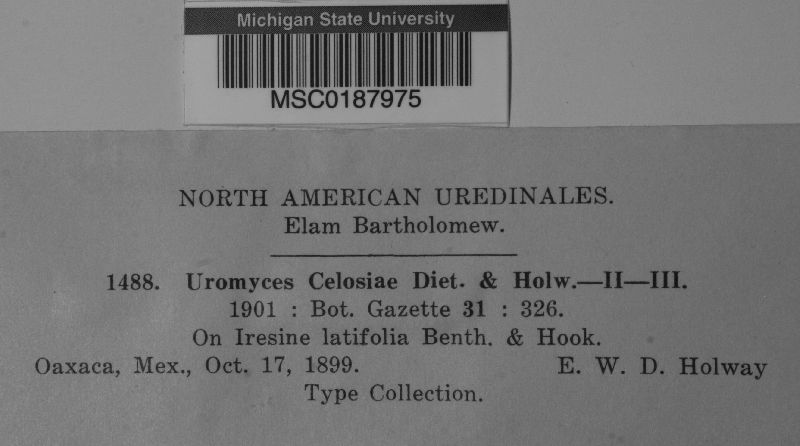 Michigan State University
MSC0187975
NORTH AMERICAN UREDINALES.
Elam Bartholomew.
1488. Uromyces Celosiae Diet. & Holw.—II—III.
1901 : Bot. Gazette 31 : 326.
On Iresine latifolia Benth. & Hook.
Oaxaca, Mex., Oct. 17, 1899. E. W. D. Holway
Type Collection.